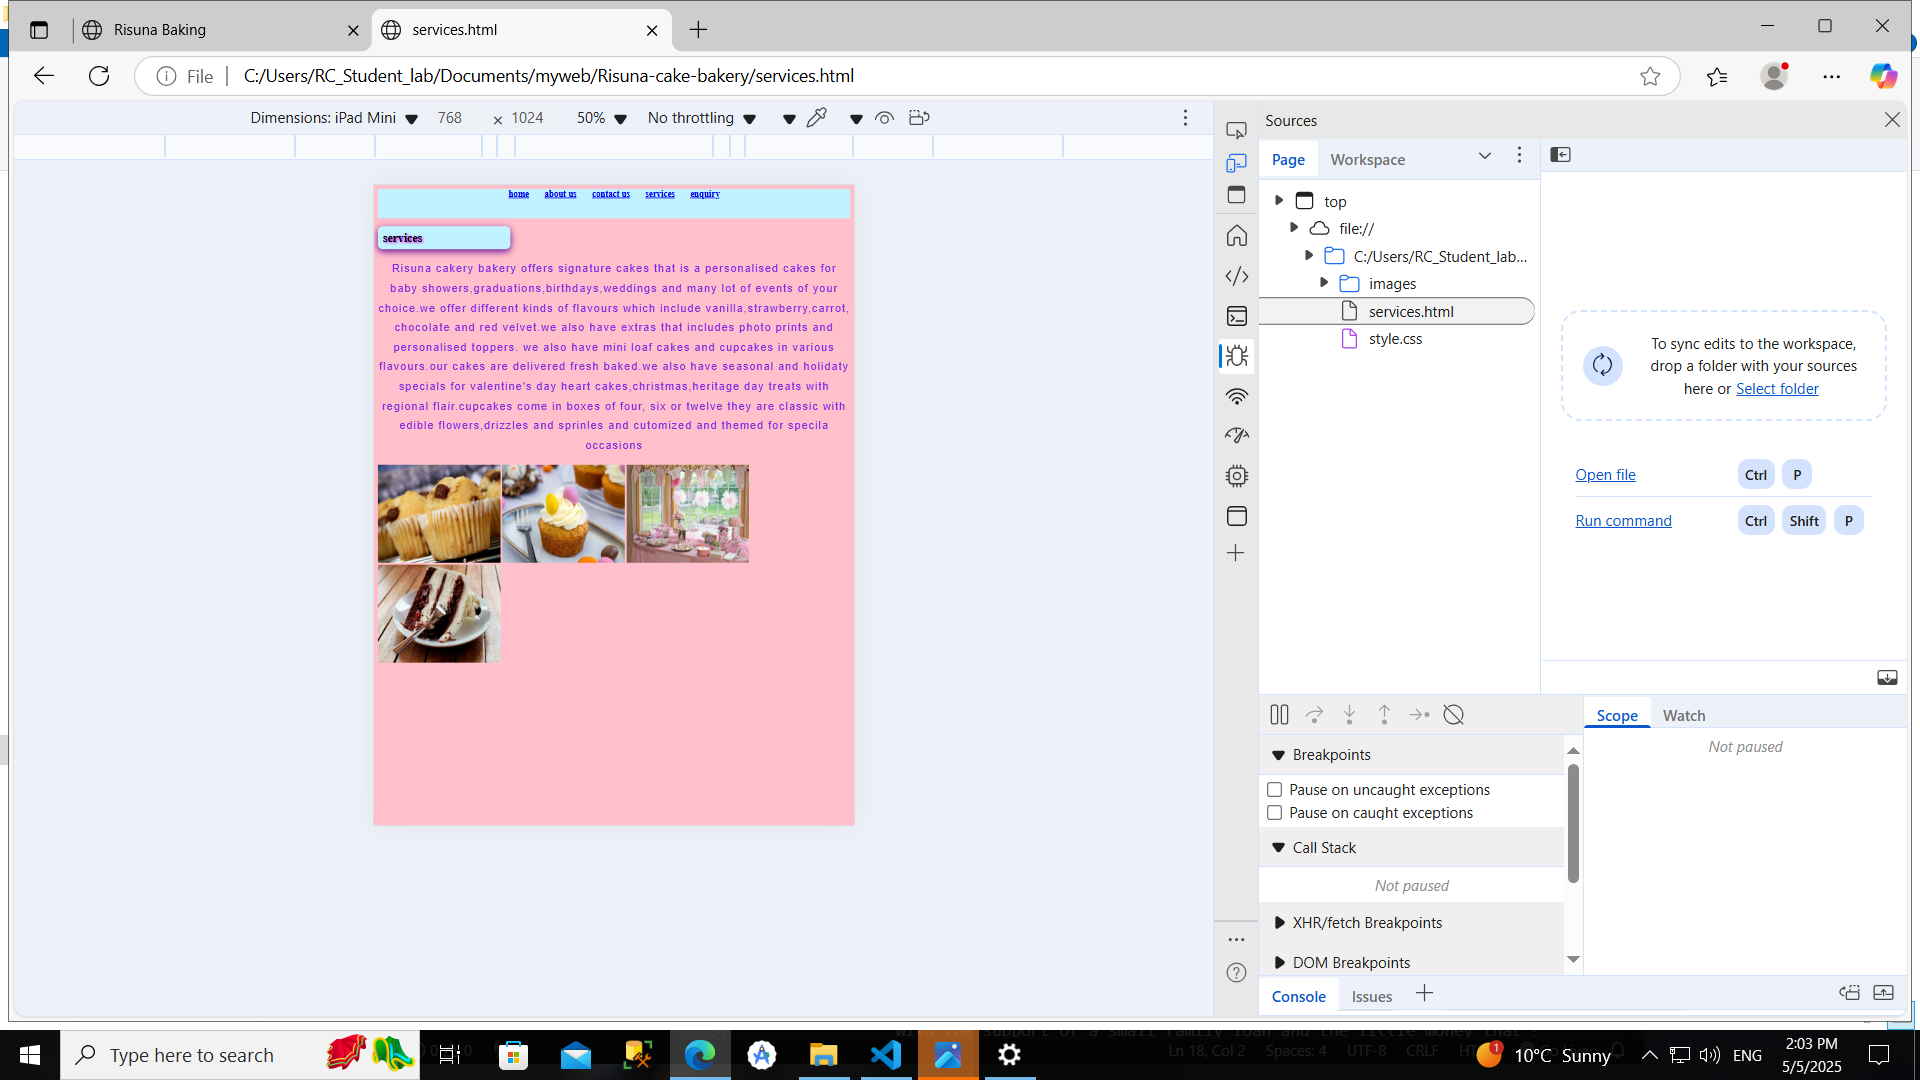 Risuna Baking
services.html
File
C:/Users/RC_Student_lab/Documents/myweb/Risuna-cake-bakery/services.html
Dimensions: iPad Mini 768 × 1024 50% No throttling
home about us contact us services enquiry
services
Risuna cakery bakery offers signature cakes that is a personalised cakes for
baby showers,graduations,birthdays,weddings and many lot of events of your
choice.we offer different kinds of flavours which include vanilla,strawberry,carrot,
chocolate and red velvet.we also have extras that includes photo prints and
personalised toppers. we also have mini loaf cakes and cupcakes in various
flavours.our cakes are delivered fresh baked.we also have seasonal and holidaty
specials for valentine's day heart cakes,christmas,heritage day treats with
regional flair.cupcakes come in boxes of four, six or twelve they are classic with
edible flowers,drizzles and sprinles and cutomized and themed for specila
occasions
Sources
Page Workspace
top
file://
C:/Users/RC_Student_lab...
images
services.html
style.css
To sync edits to the workspace,
drop a folder with your sources
here or Select folder
Open file Ctrl P
Run command Ctrl Shift P
Scope Watch
Not paused
Breakpoints
Pause on uncaught exceptions
Pause on caught exceptions
Call Stack
Not paused
XHR/fetch Breakpoints
DOM Breakpoints
Console Issues
Type here to search
Ln 18, Col 2 Spaces: 4 UTF-8 CRLF
1
10°C Sunny
ENG
2:03 PM
5/5/2025